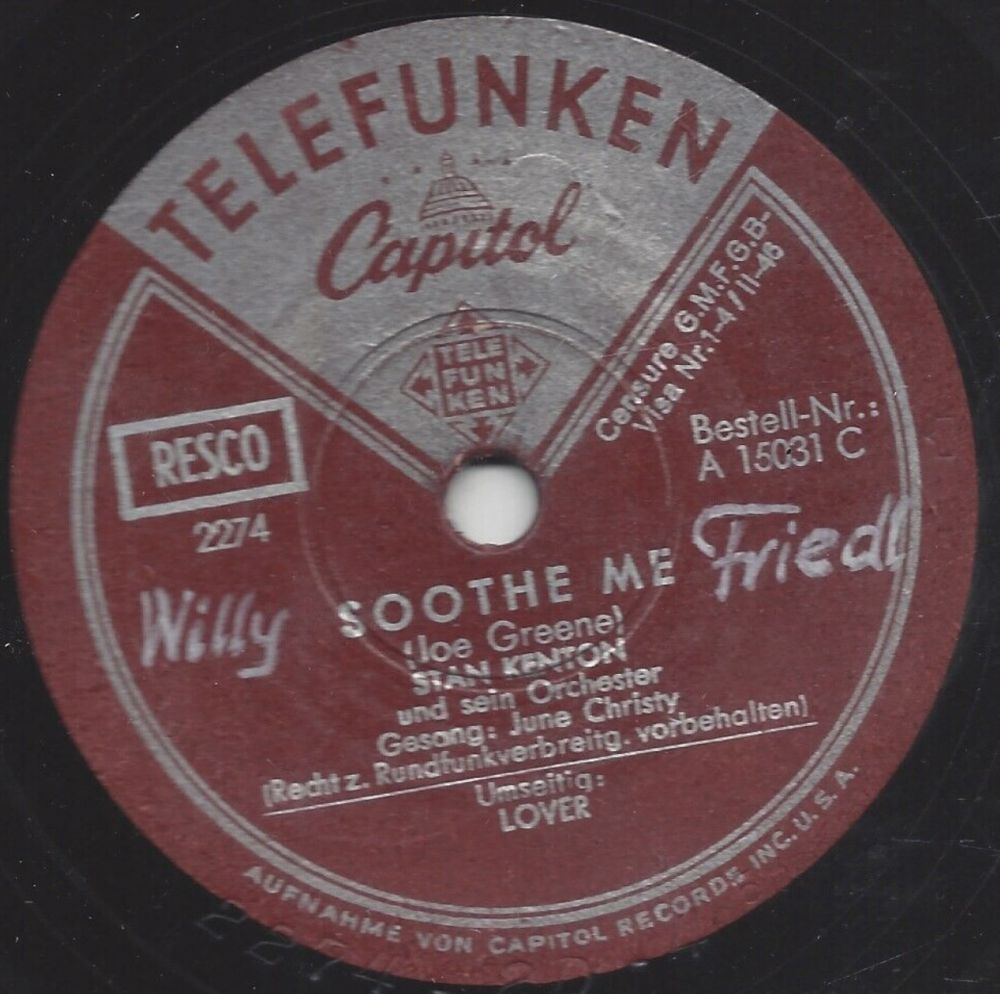 TELEFUNKEN
Capitol
TELE
FUN
KEN
Censure G.M.F.G.B-
Visa Nr.1-4/11-46
RESCO
2274
Bestell-Nr.:
A 15031 C
Willy
Friedl
SOOTHE ME
(Joe Greene)
STAN KENTON
und sein Orchester
Gesang: June Christy
(Recht z. Rundfunkverbreitg. vorbehalten)
Umseitig:
LOVER
AUFNAHME VON CAPITOL RECORDS INC. U. S. A.